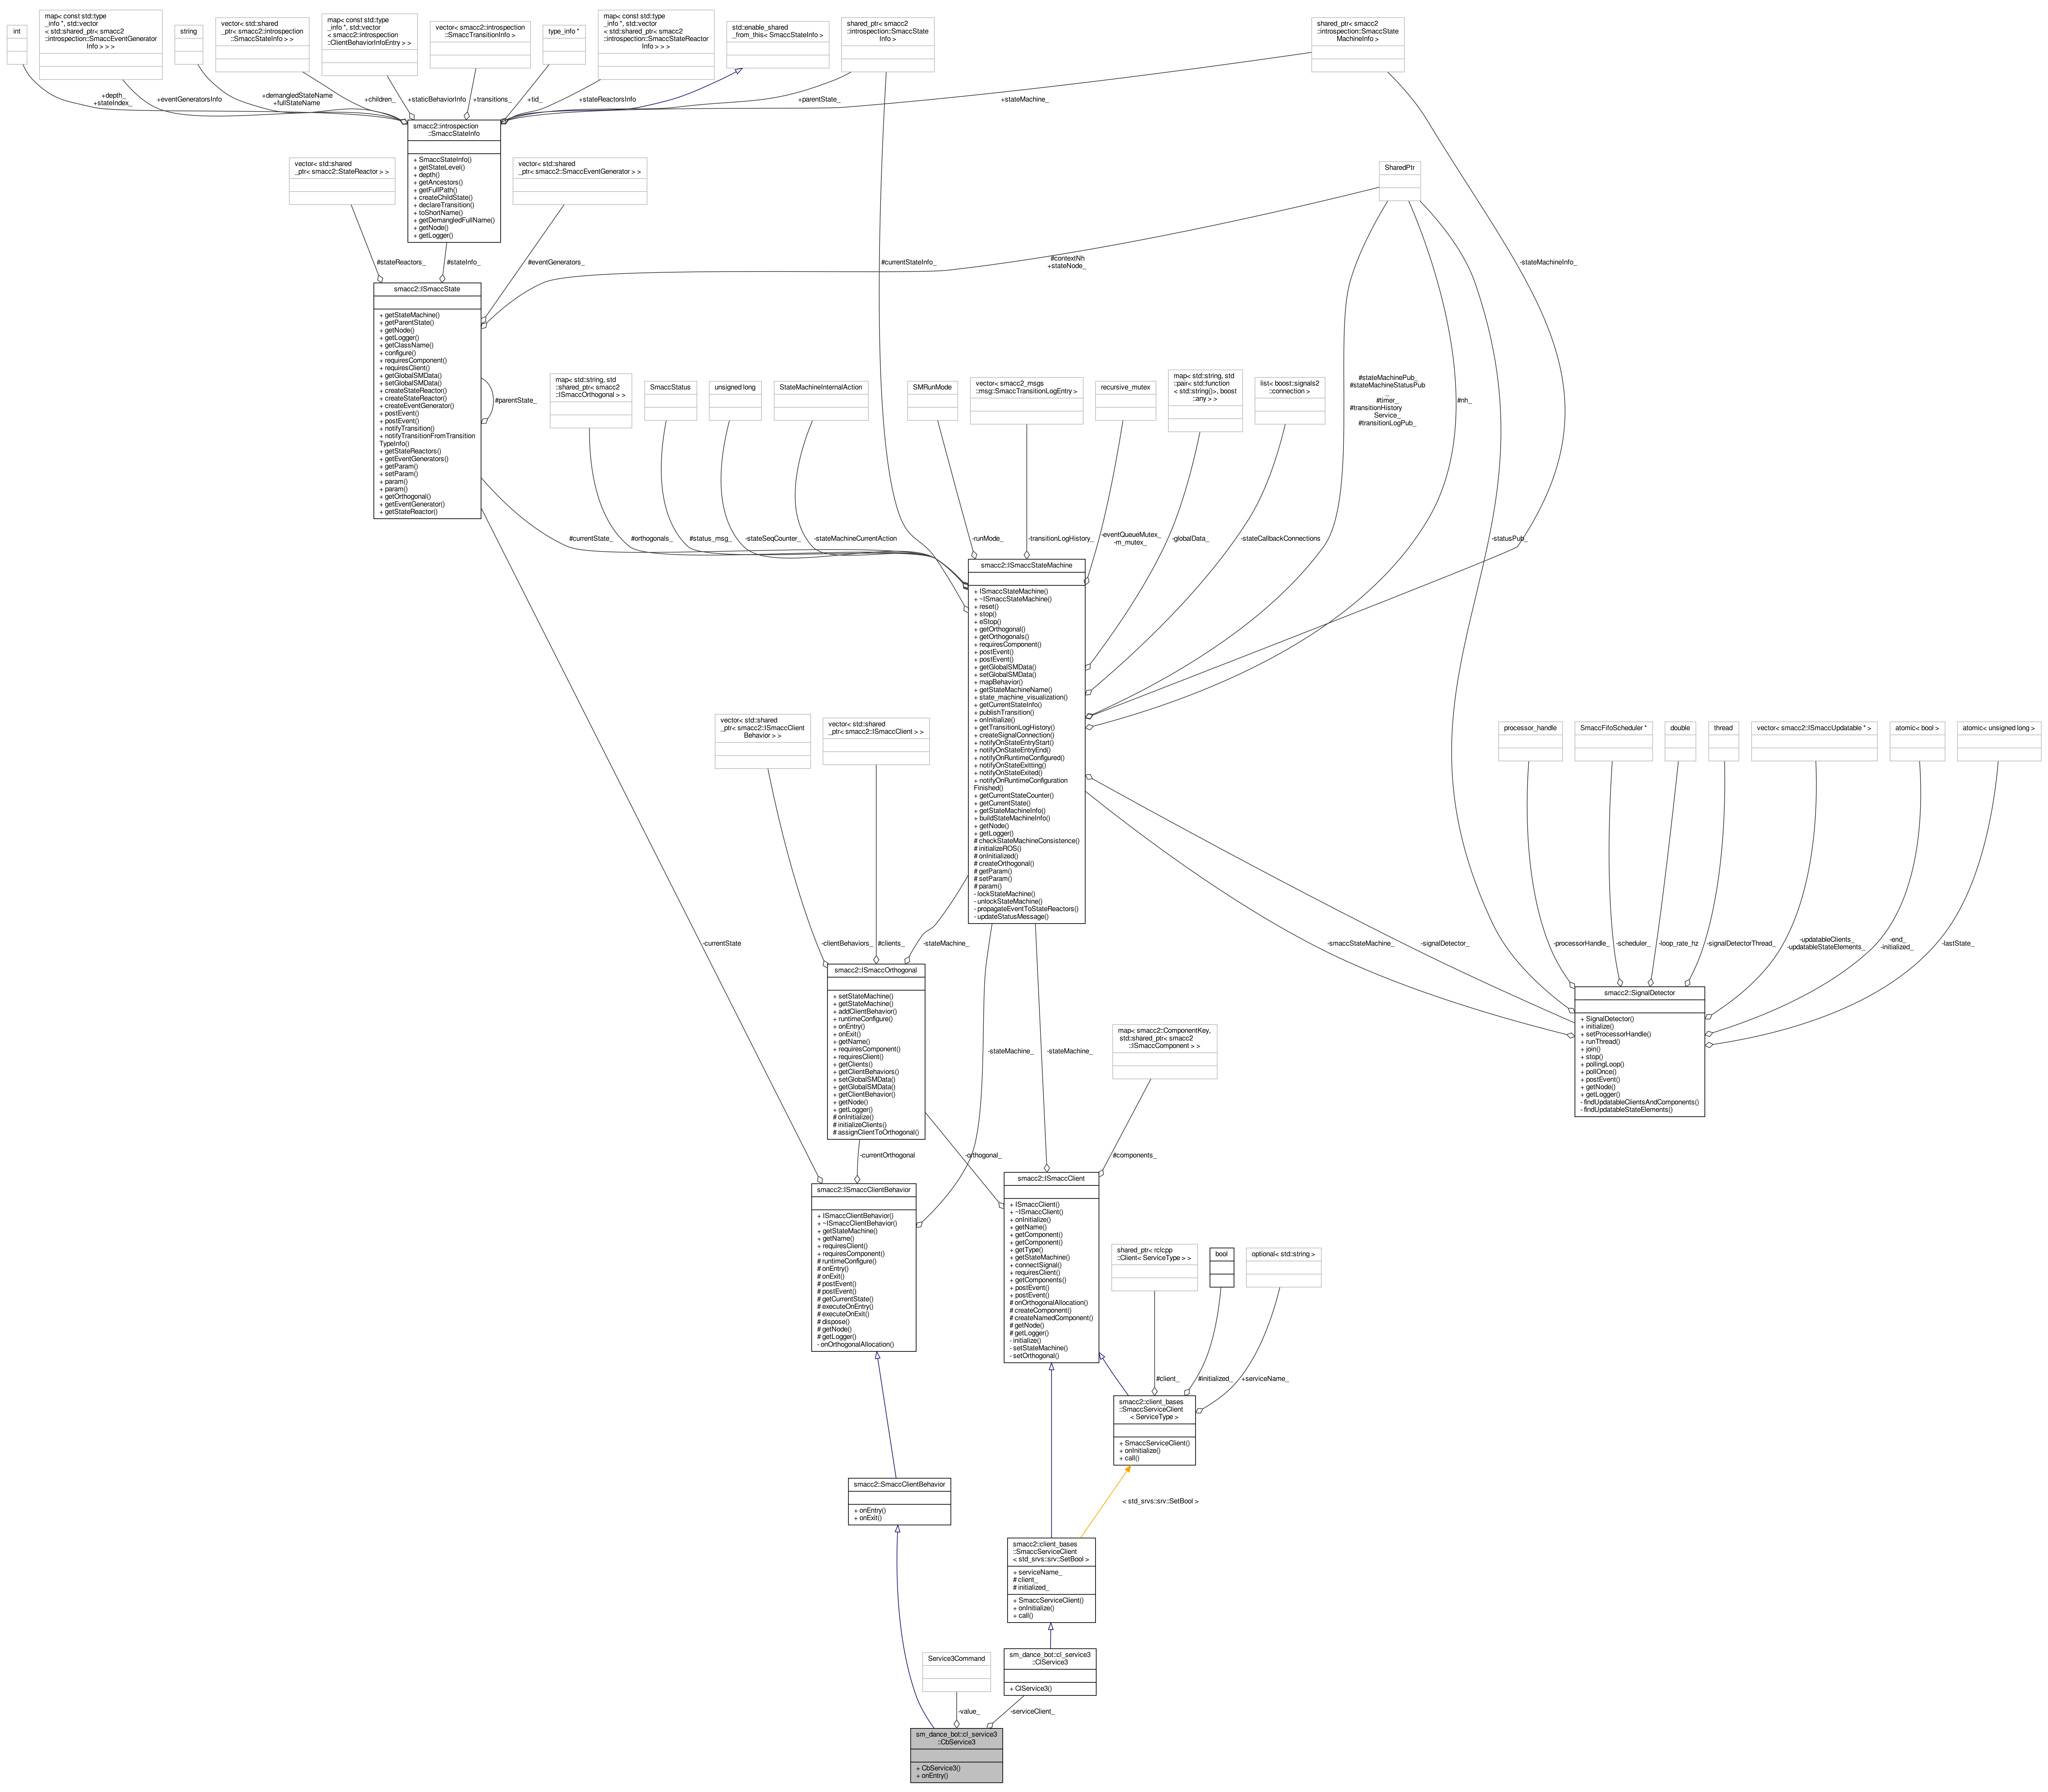 int
map< const std::type
_info *, std::vector
< std::shared_ptr< smacc2
::introspection::SmaccEventGenerator
Info > > >
string
vector< std::shared
_ptr< smacc2::introspection
::SmaccStateInfo > >
map< const std::type
_info *, std::vector
< smacc2::introspection
::ClientBehaviorInfoEntry > >
vector< smacc2::introspection
::SmaccTransitionInfo >
type_info *
map< const std::type
_info *, std::vector
< std::shared_ptr< smacc2
::introspection::SmaccStateReactor
Info > > >
std::enable_shared
_from_this< SmaccStateInfo >
shared_ptr< smacc2
::introspection::SmaccState
Info >
shared_ptr< smacc2
::introspection::SmaccState
MachineInfo >
+depth_
+stateIndex_
+eventGeneratorsInfo
+demangledStateName
+fullStateName
+children_
+staticBehaviorInfo
+transitions_
+tid_
+stateReactorsInfo
+parentState_
+stateMachine_
smacc2::introspection
::SmaccStateInfo
+ SmaccStateInfo()
+ getStateLevel()
+ depth()
+ getAncestors()
+ getFullPath()
+ createChildState()
+ declareTransition()
+ toShortName()
+ getDemangledFullName()
+ getNode()
+ getLogger()
vector< std::shared
_ptr< smacc2::StateReactor > >
vector< std::shared
_ptr< smacc2::SmaccEventGenerator > >
SharedPtr
#stateReactors_
#stateInfo_
#eventGenerators_
#currentStateInfo_
#contextNh
+stateNode_
-stateMachineInfo_
smacc2::ISmaccState
+ getStateMachine()
+ getParentState()
+ getNode()
+ getLogger()
+ getClassName()
+ configure()
+ requiresComponent()
+ requiresClient()
+ getGlobalSMData()
+ setGlobalSMData()
+ createStateReactor()
+ createStateReactor()
+ createEventGenerator()
+ postEvent()
+ postEvent()
+ notifyTransition()
+ notifyTransitionFromTransition
TypeInfo()
+ getStateReactors()
+ getEventGenerators()
+ getParam()
+ setParam()
+ param()
+ param()
+ getOrthogonal()
+ getEventGenerator()
+ getStateReactor()
#parentState_
map< std::string, std
::shared_ptr< smacc2
::ISmaccOrthogonal > >
SmaccStatus
unsigned long
StateMachineInternalAction
SMRunMode
vector< smacc2_msgs
::msg::SmaccTransitionLogEntry >
recursive_mutex
map< std::string, std
::pair< std::function
< std::string()>, boost
::any > >
list< boost::signals2
::connection >
#stateMachinePub_
#stateMachineStatusPub
_
#timer_
#transitionHistory
Service_
#transitionLogPub_
#nh_
#currentState_
#orthogonals_
#status_msg_
-stateSeqCounter_
-stateMachineCurrentAction
-runMode_
-transitionLogHistory_
-eventQueueMutex_
-m_mutex_
-globalData_
-stateCallbackConnections
-statusPub_
smacc2::ISmaccStateMachine
+ ISmaccStateMachine()
+ ~ISmaccStateMachine()
+ reset()
+ stop()
+ eStop()
+ getOrthogonal()
+ getOrthogonals()
+ requiresComponent()
+ postEvent()
+ postEvent()
+ getGlobalSMData()
+ setGlobalSMData()
+ mapBehavior()
+ getStateMachineName()
+ state_machine_visualization()
+ getCurrentStateInfo()
+ publishTransition()
+ onInitialize()
+ getTransitionLogHistory()
+ createSignalConnection()
+ notifyOnStateEntryStart()
+ notifyOnStateEntryEnd()
+ notifyOnRuntimeConfigured()
+ notifyOnStateExitting()
+ notifyOnStateExited()
+ notifyOnRuntimeConfiguration
Finished()
+ getCurrentStateCounter()
+ getCurrentState()
+ getStateMachineInfo()
+ buildStateMachineInfo()
+ getNode()
+ getLogger()
# checkStateMachineConsistence()
# initializeROS()
# onInitialized()
# createOrthogonal()
# getParam()
# setParam()
# param()
- lockStateMachine()
- unlockStateMachine()
- propagateEventToStateReactors()
- updateStatusMessage()
vector< std::shared
_ptr< smacc2::ISmaccClient
Behavior > >
vector< std::shared
_ptr< smacc2::ISmaccClient > >
processor_handle
SmaccFifoScheduler *
double
thread
vector< smacc2::ISmaccUpdatable * >
atomic< bool >
atomic< unsigned long >
-currentState
-clientBehaviors_
#clients_
-stateMachine_
-smaccStateMachine_
-signalDetector_
-processorHandle_
-scheduler_
-loop_rate_hz
-signalDetectorThread_
-updatableClients_
-updatableStateElements_
-end_
-initialized_
-lastState_
smacc2::ISmaccOrthogonal
+ setStateMachine()
+ getStateMachine()
+ addClientBehavior()
+ runtimeConfigure()
+ onEntry()
+ onExit()
+ getName()
+ requiresComponent()
+ requiresClient()
+ getClients()
+ getClientBehaviors()
+ setGlobalSMData()
+ getGlobalSMData()
+ getClientBehavior()
+ getNode()
+ getLogger()
# onInitialize()
# initializeClients()
# assignClientToOrthogonal()
smacc2::SignalDetector
+ SignalDetector()
+ initialize()
+ setProcessorHandle()
+ runThread()
+ join()
+ stop()
+ pollingLoop()
+ pollOnce()
+ postEvent()
+ getNode()
+ getLogger()
- findUpdatableClientsAndComponents()
- findUpdatableStateElements()
-stateMachine_
-stateMachine_
map< smacc2::ComponentKey,
std::shared_ptr< smacc2
::ISmaccComponent > >
-currentOrthogonal
-orthogonal_
#components_
smacc2::ISmaccClientBehavior
+ ISmaccClientBehavior()
+ ~ISmaccClientBehavior()
+ getStateMachine()
+ getName()
+ requiresClient()
+ requiresComponent()
# runtimeConfigure()
# onEntry()
# onExit()
# postEvent()
# postEvent()
# getCurrentState()
# executeOnEntry()
# executeOnExit()
# dispose()
# getNode()
# getLogger()
- onOrthogonalAllocation()
smacc2::ISmaccClient
+ ISmaccClient()
+ ~ISmaccClient()
+ onInitialize()
+ getName()
+ getComponent()
+ getComponent()
+ getType()
+ getStateMachine()
+ connectSignal()
+ requiresClient()
+ getComponents()
+ postEvent()
+ postEvent()
# onOrthogonalAllocation()
# createComponent()
# createNamedComponent()
# getNode()
# getLogger()
- initialize()
- setStateMachine()
- setOrthogonal()
shared_ptr< rclcpp
::Client< ServiceType > >
bool
optional< std::string >
#client_
#initialized_
+serviceName_
smacc2::client_bases
::SmaccServiceClient
< ServiceType >
+ SmaccServiceClient()
+ onInitialize()
+ call()
smacc2::SmaccClientBehavior
+ onEntry()
+ onExit()
< std_srvs::srv::SetBool >
smacc2::client_bases
::SmaccServiceClient
< std_srvs::srv::SetBool >
+ serviceName_
# client_
# initialized_
+ SmaccServiceClient()
+ onInitialize()
+ call()
Service3Command
sm_dance_bot::cl_service3
::ClService3
+ ClService3()
-value_
-serviceClient_
sm_dance_bot::cl_service3
::CbService3
+ CbService3()
+ onEntry()